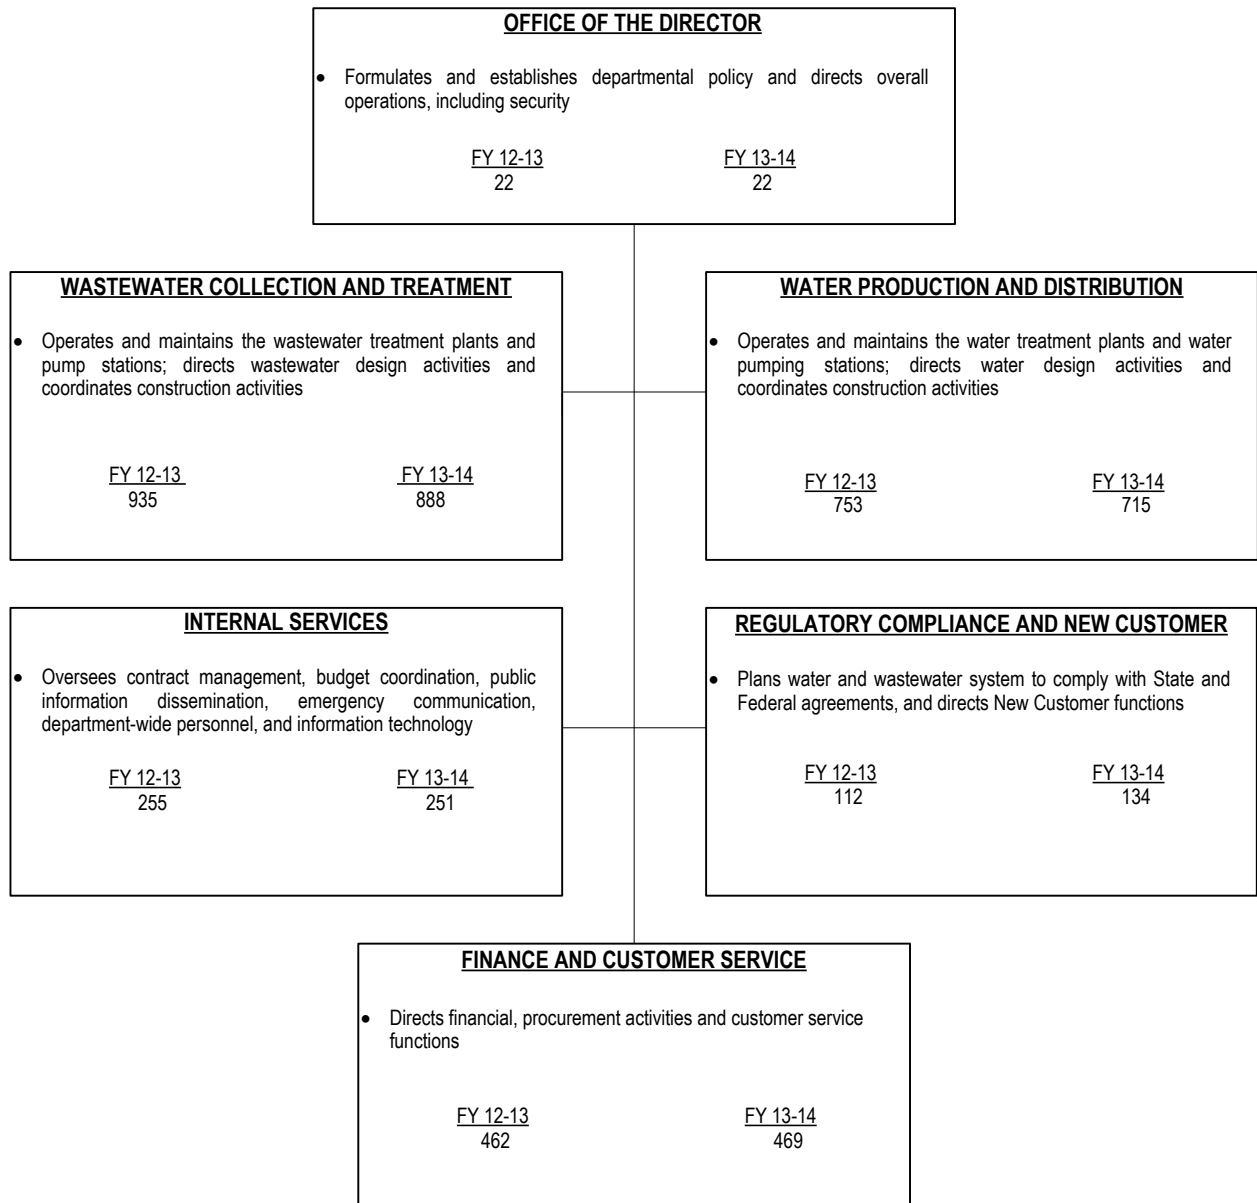 OFFICE OF THE DIRECTOR
• Formulates and establishes departmental policy and directs overall
operations, including security
FY 12-13 FY 13-14
22 22
WASTEWATER COLLECTION AND TREATMENT
• Operates and maintains the wastewater treatment plants and
pump stations; directs wastewater design activities and
coordinates construction activities
FY 12-13 FY 13-14
935 888
WATER PRODUCTION AND DISTRIBUTION
• Operates and maintains the water treatment plants and water
pumping stations; directs water design activities and
coordinates construction activities
FY 12-13 FY 13-14
753 715
INTERNAL SERVICES
• Oversees contract management, budget coordination, public
information dissemination, emergency communication,
department-wide personnel, and information technology
FY 12-13 FY 13-14
255 251
REGULATORY COMPLIANCE AND NEW CUSTOMER
• Plans water and wastewater system to comply with State and
Federal agreements, and directs New Customer functions
FY 12-13 FY 13-14
112 134
FINANCE AND CUSTOMER SERVICE
• Directs financial, procurement activities and customer service
functions
FY 12-13 FY 13-14
462 469